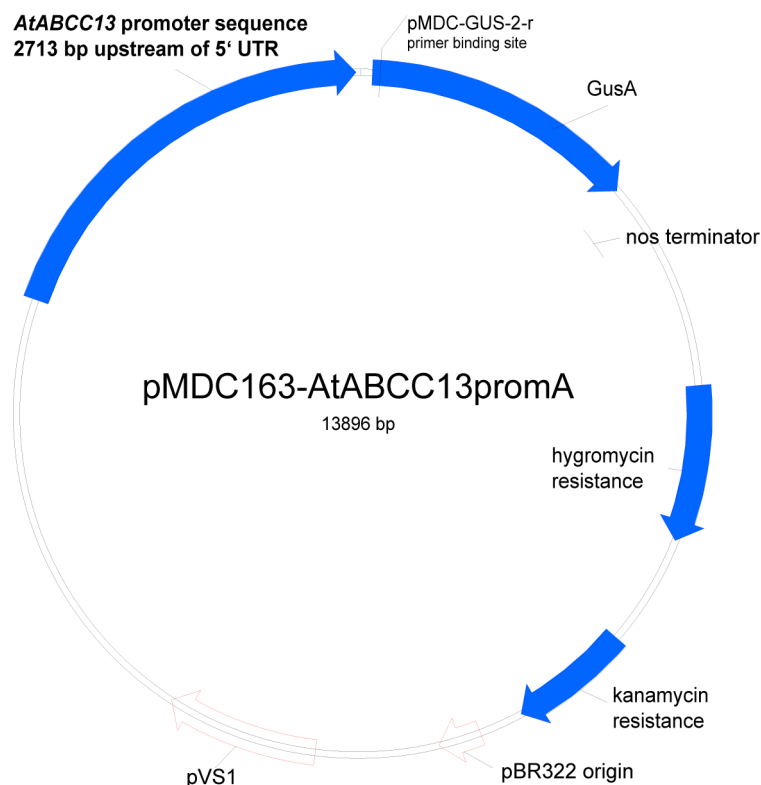 AtABCC13 promoter sequence
2713 bp upstream of 5‘ UTR
pMDC-GUS-2-r
primer binding site
GusA
nos terminator
pMDC163-AtABCC13promA
13896 bp
hygromycin
resistance
kanamycin
resistance
pBR322 origin
pVS1